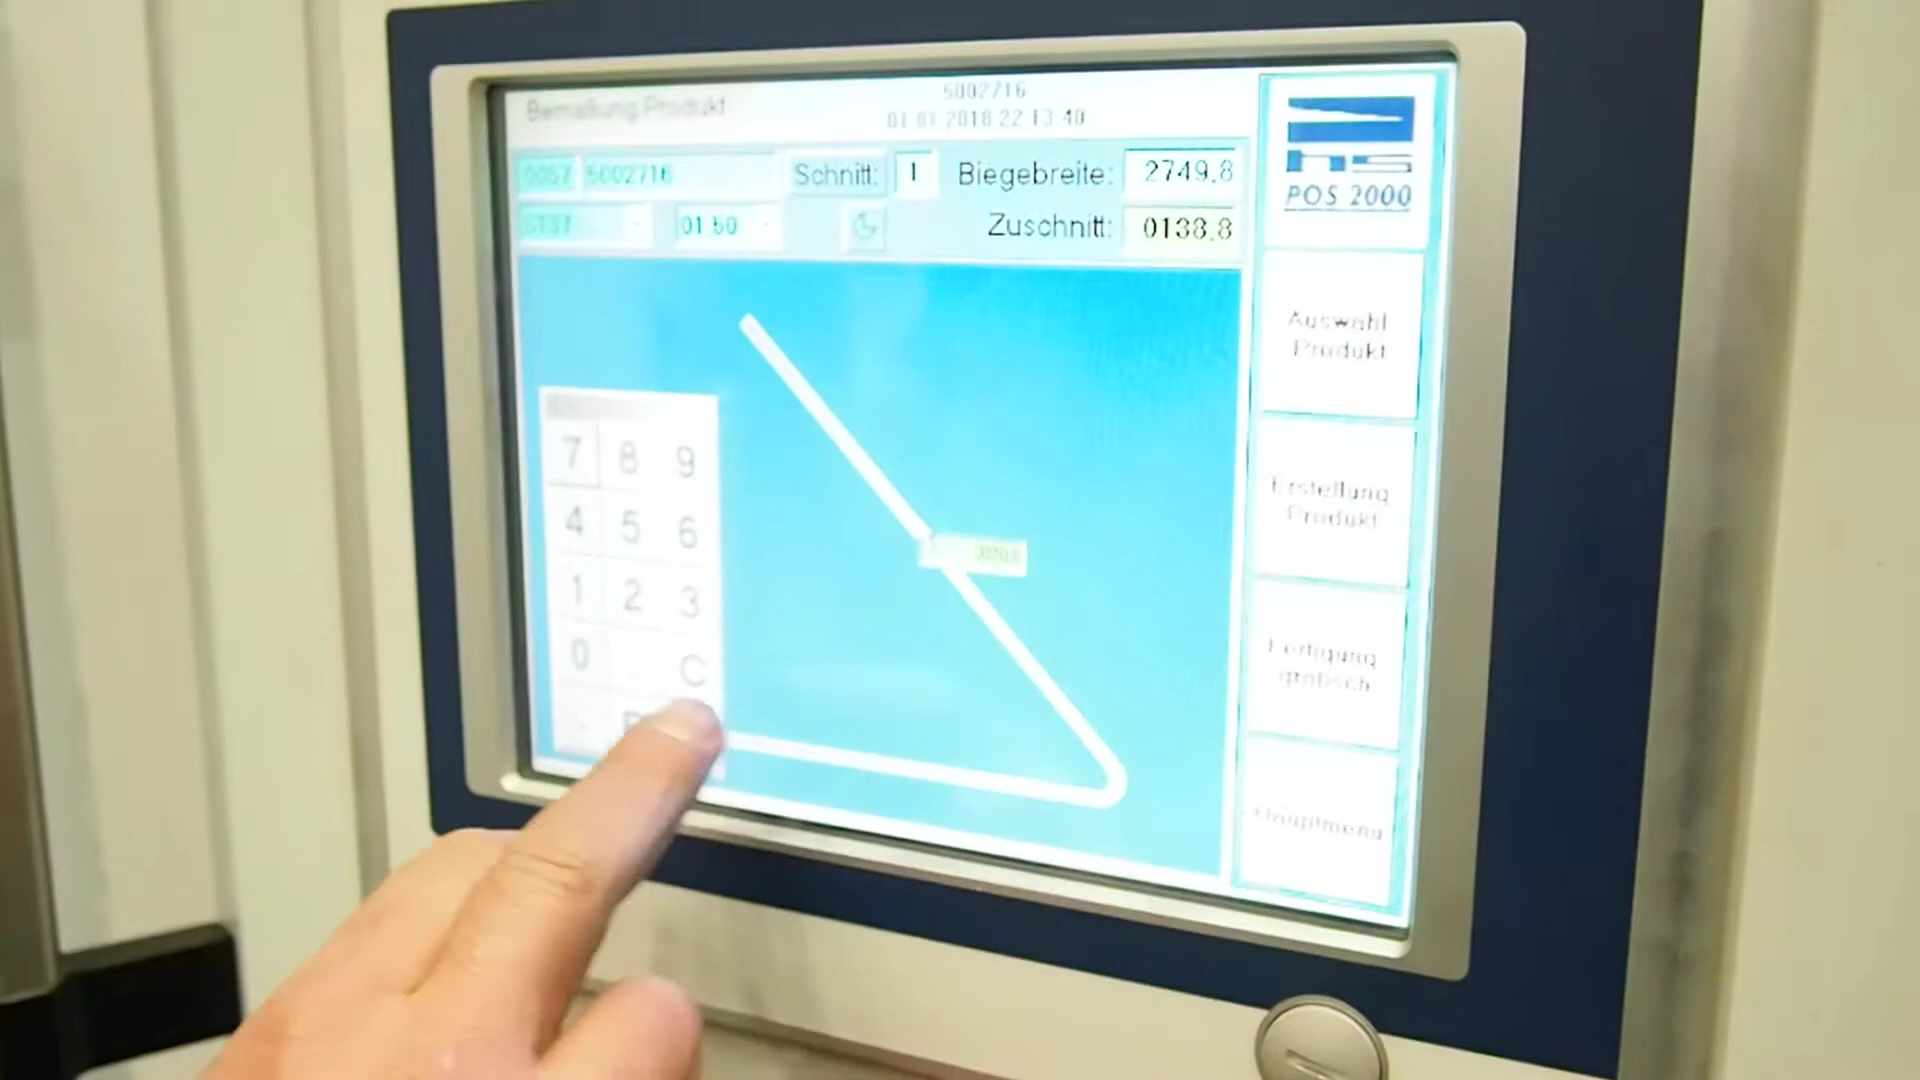 Bemaßung Produkt
5002716
01 01 2018 22 13:40
0057 5002716 Schnitt: 1 Biegebreite: 2749,8
ST37 01.50 Zuschnitt: 0138,8
hs
POS 2000
Auswahl
Produkt
Erstellung
Produkt
Fertigung
grafisch
Hauptmenü
7 8 9
4 5 6
1 2 3
0 . C